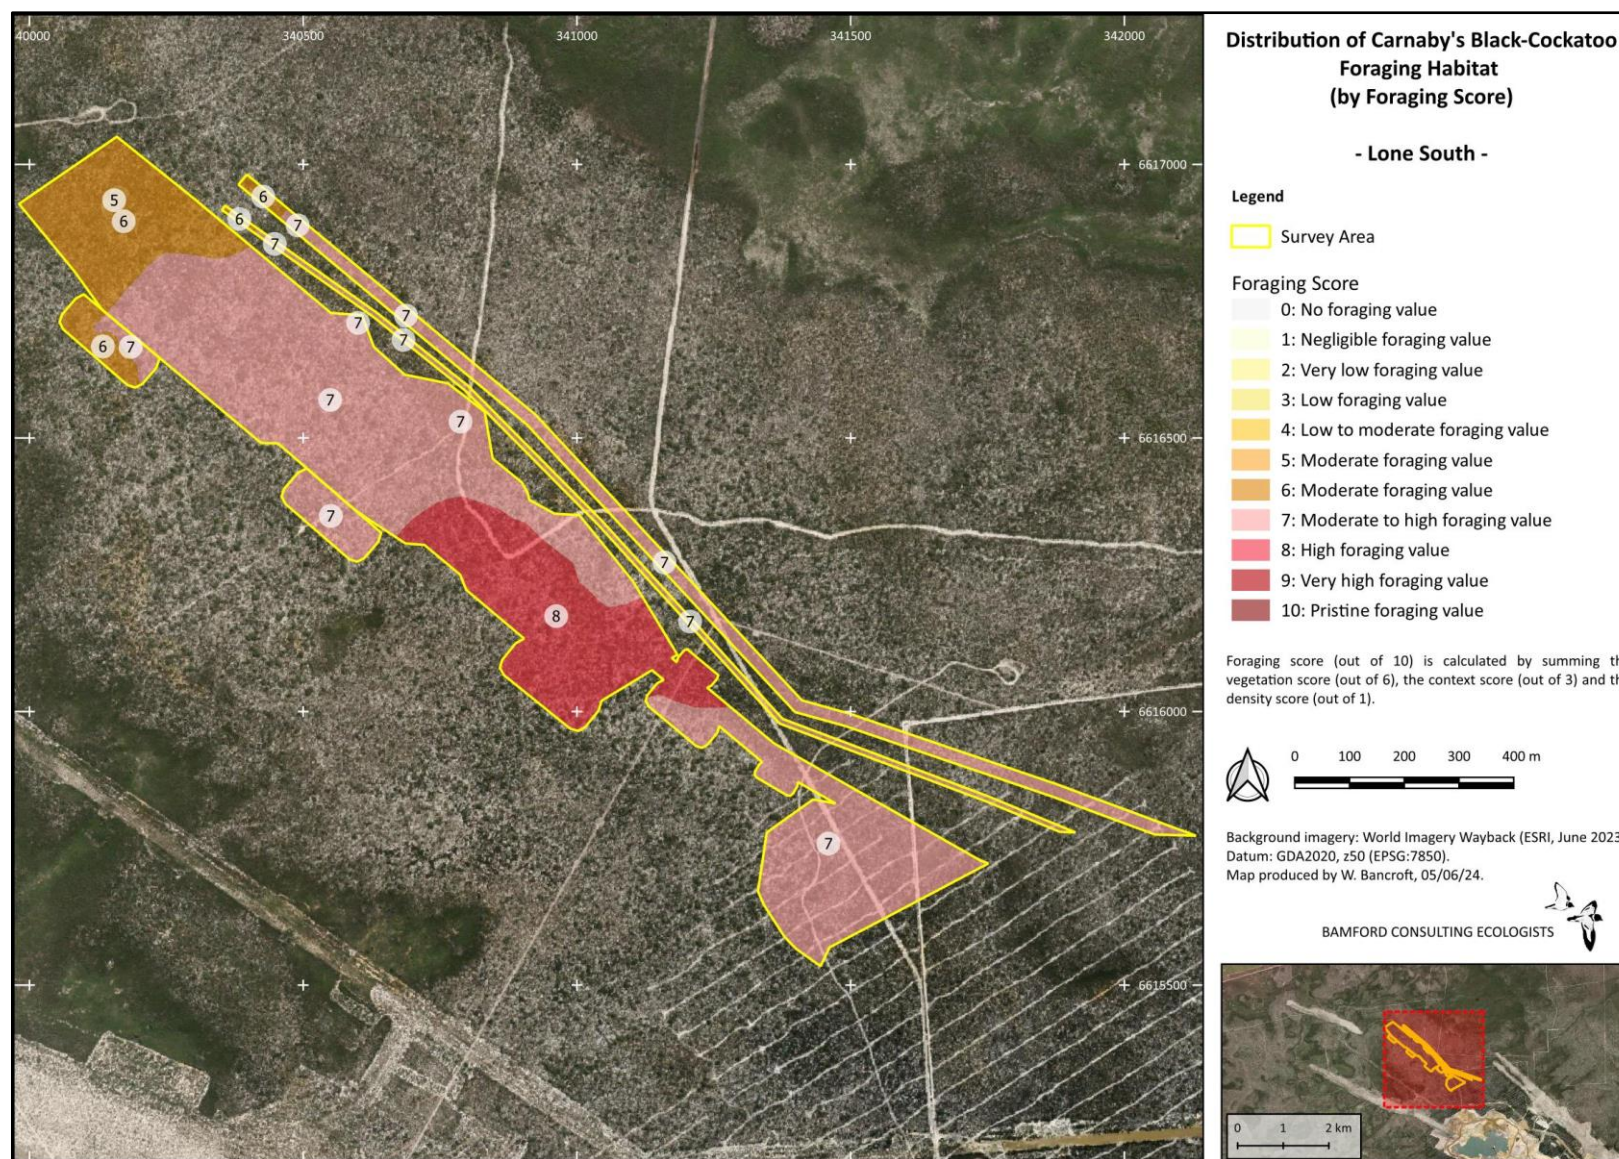 40000
340500
341000
341500
342000
6617000
6616500
6616000
6615500
5
6
6
7
6
7
7
7
7
7
6
7
7
7
7
8
7
7
7
Distribution of Carnaby's Black-Cockatoo
Foraging Habitat
(by Foraging Score)
- Lone South -
Legend
Survey Area
Foraging Score
0: No foraging value
1: Negligible foraging value
2: Very low foraging value
3: Low foraging value
4: Low to moderate foraging value
5: Moderate foraging value
6: Moderate foraging value
7: Moderate to high foraging value
8: High foraging value
9: Very high foraging value
10: Pristine foraging value
Foraging score (out of 10) is calculated by summing th
vegetation score (out of 6), the context score (out of 3) and th
density score (out of 1).
0 100 200 300 400 m
Background imagery: World Imagery Wayback (ESRI, June 2023
Datum: GDA2020, z50 (EPSG:7850).
Map produced by W. Bancroft, 05/06/24.
BAMFORD CONSULTING ECOLOGISTS
0 1 2 km